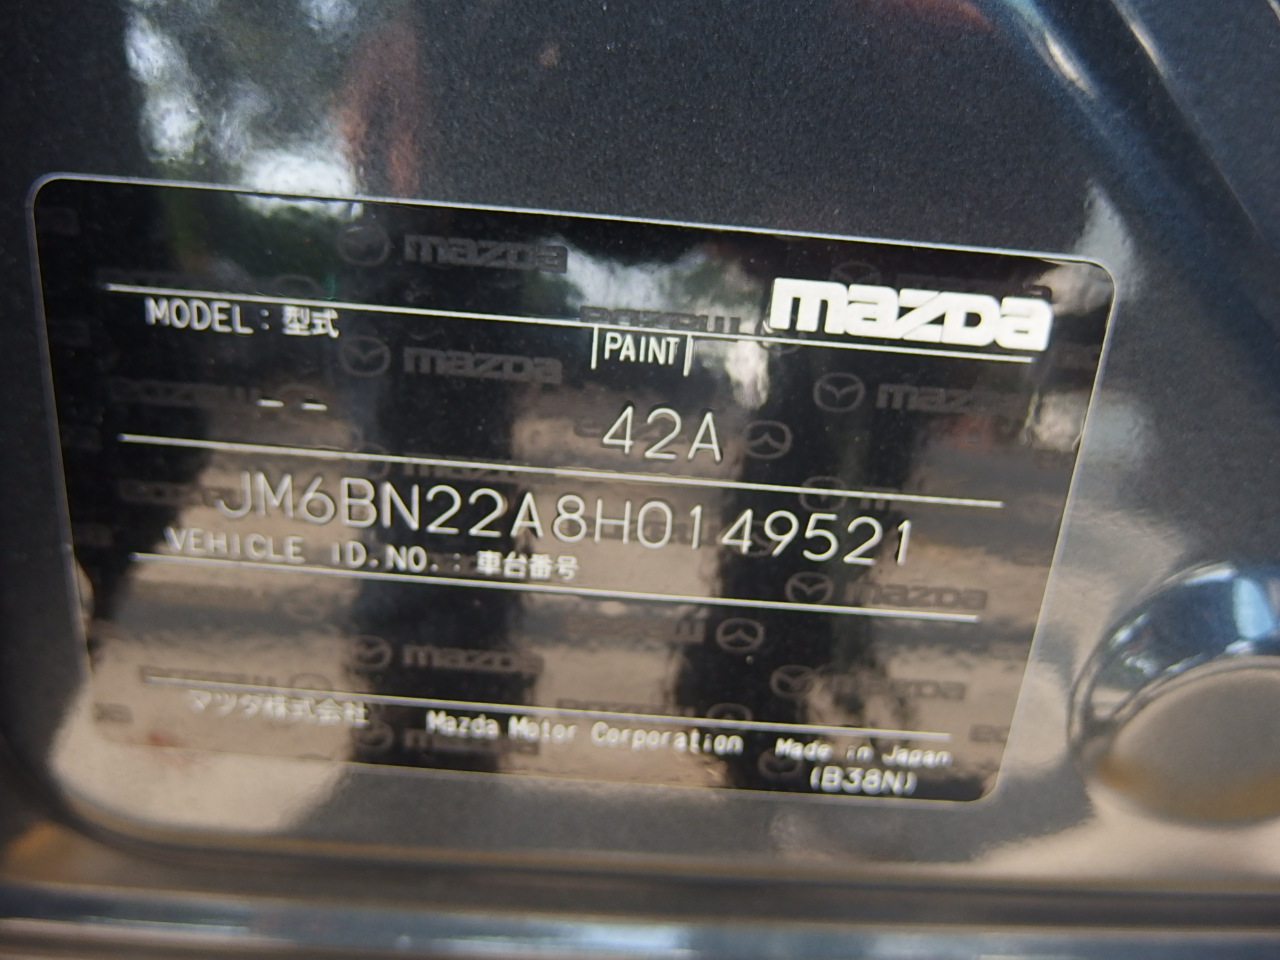 mazda
MODEL : 型式
PAINT
-- 42A
JM6BN22A8H0149521
VEHICLE ID.NO. : 車台番号
マツダ株式会社 Mazda Motor Corporation Made in Japan
(B38N)